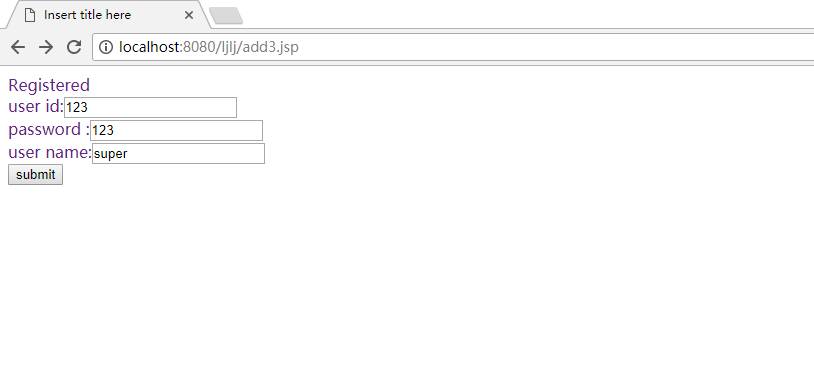 Insert title here
localhost:8080/ljlj/add3.jsp
Registered
user id:123
password :123
user name:super
submit